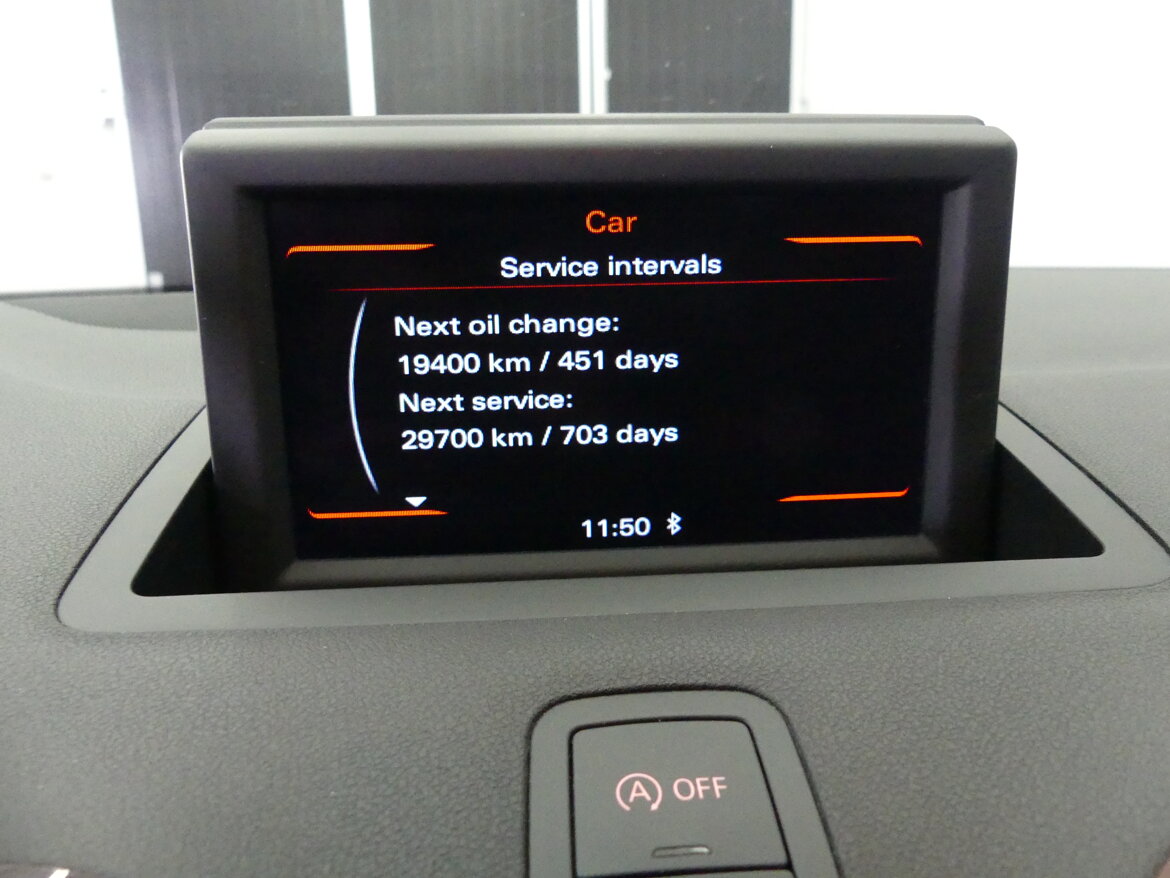 Car
Service intervals
Next oil change:
19400 km / 451 days
Next service:
29700 km / 703 days
11:50
A OFF